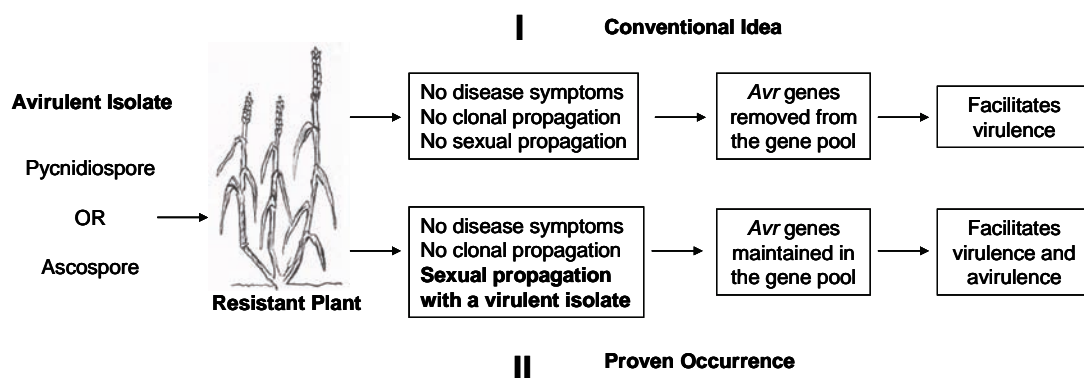 I Conventional Idea
Avirulent Isolate
Pycnidiospore
OR
Ascospore
Resistant Plant
No disease symptoms
No clonal propagation
No sexual propagation
Avr genes
removed from
the gene pool
Facilitates
virulence
No disease symptoms
No clonal propagation
Sexual propagation
with a virulent isolate
Avr genes
maintained in
the gene pool
Facilitates
virulence and
avirulence
II Proven Occurrence